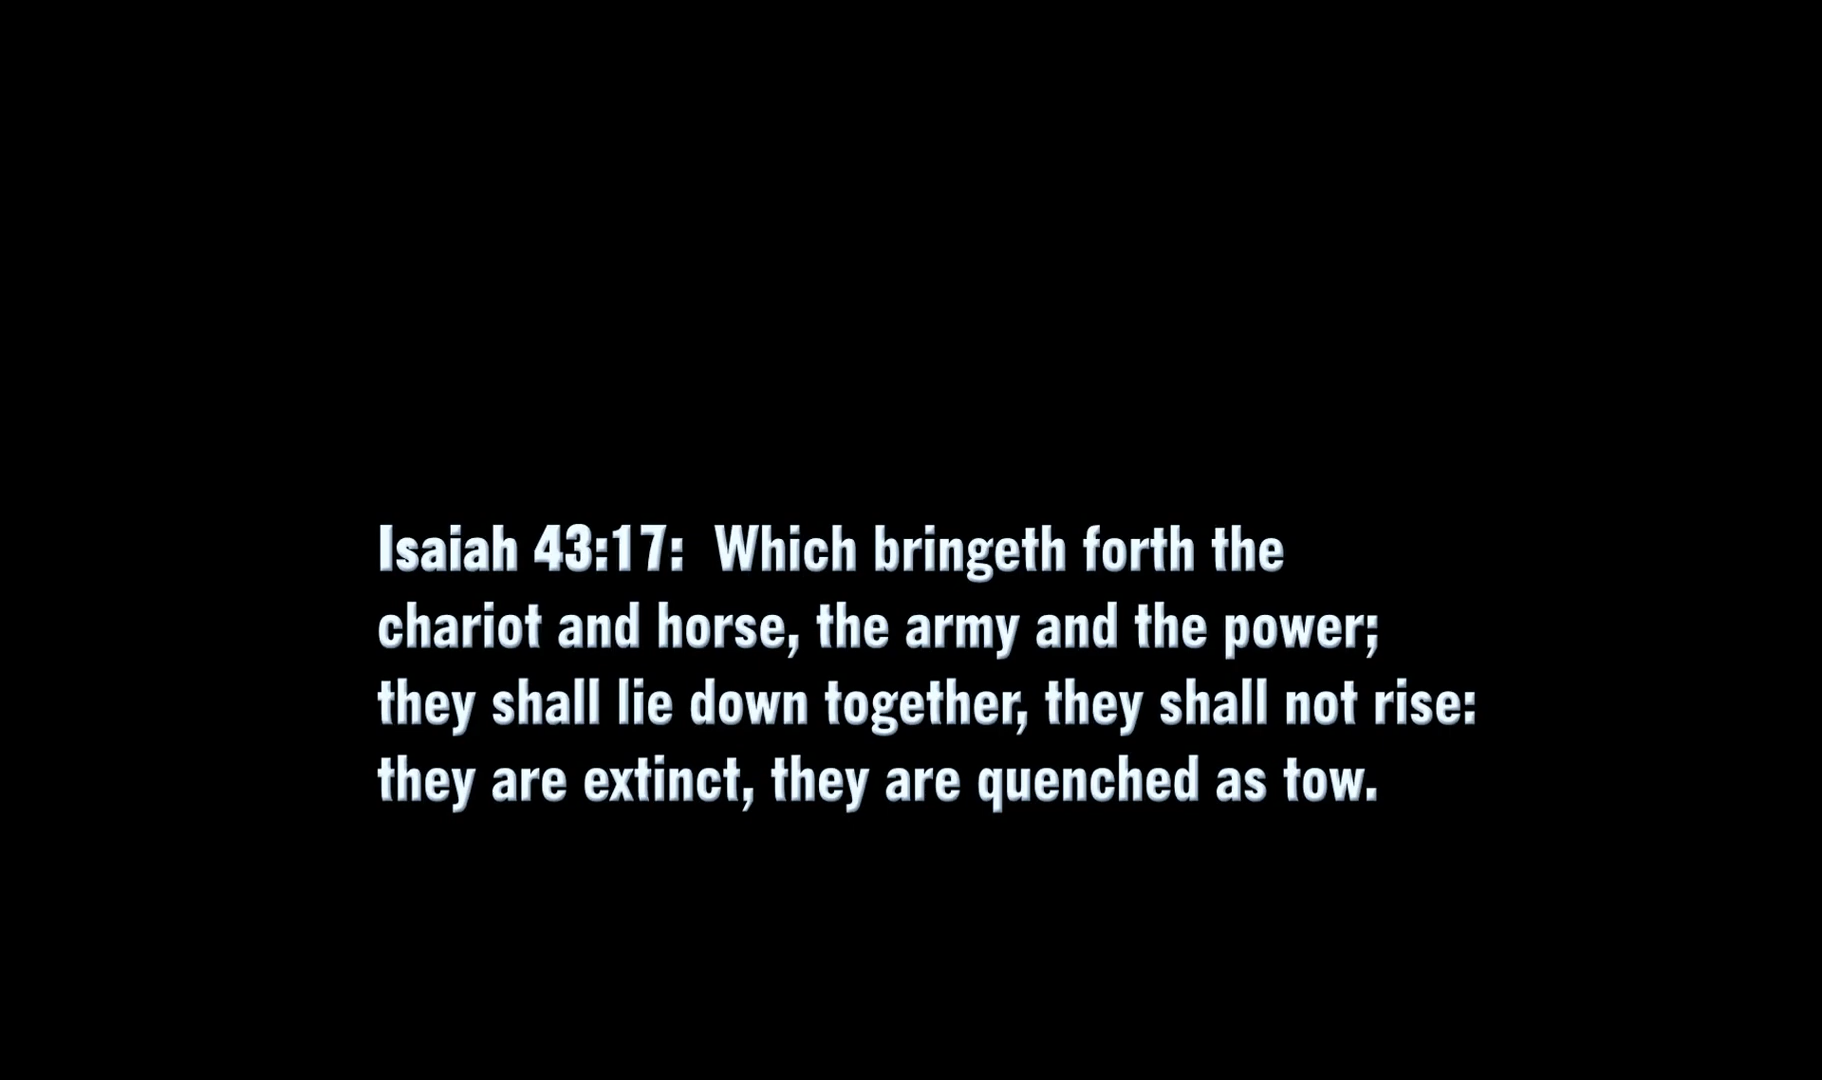 Isaiah 43:17:  Which bringeth forth the
chariot and horse, the army and the power;
they shall lie down together, they shall not rise:
they are extinct, they are quenched as tow.